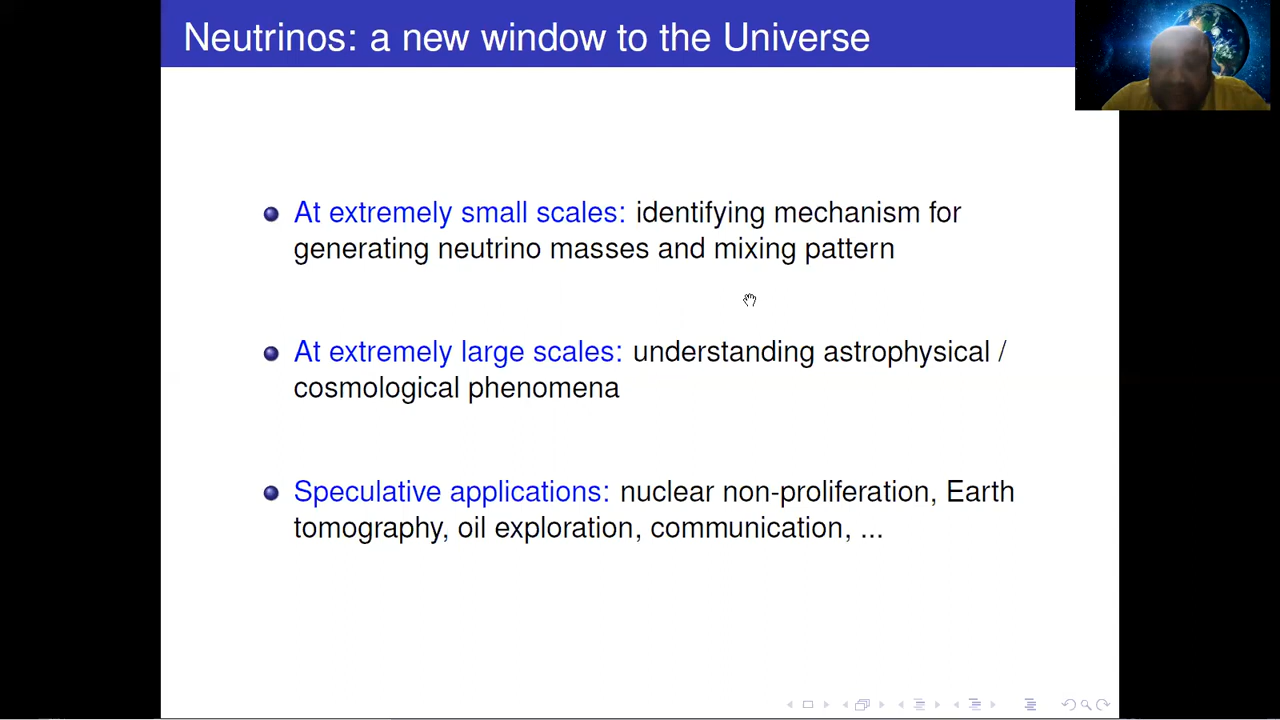 Neutrinos: a new window to the Universe
At extremely small scales: identifying mechanism for
generating neutrino masses and mixing pattern
At extremely large scales: understanding astrophysical /
cosmological phenomena
Speculative applications: nuclear non-proliferation, Earth
tomography, oil exploration, communication, ...